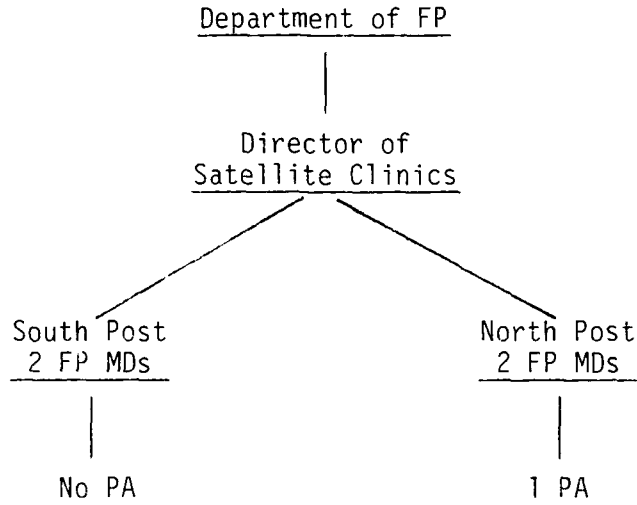 Department of FP
Director of
Satellite Clinics
South Post
2 FP MDs
North Post
2 FP MDs
No PA
1 PA